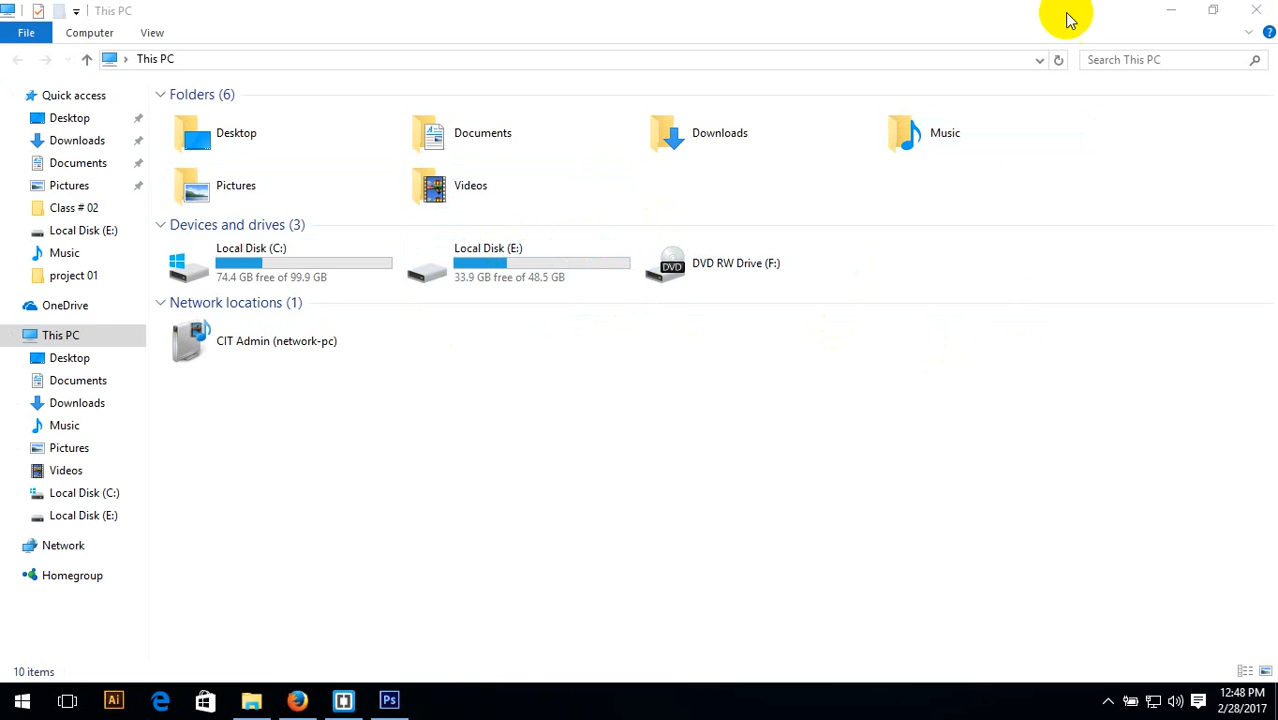 This PC
File
Computer
View
This PC
Search This PC
Quick access
Desktop
Downloads
Documents
Pictures
Class # 02
Local Disk (E:)
Music
project 01
OneDrive
This PC
Desktop
Documents
Downloads
Music
Pictures
Videos
Local Disk (C:)
Local Disk (E:)
Network
Homegroup
Folders (6)
Desktop
Documents
Downloads
Music
Pictures
Videos
Devices and drives (3)
Local Disk (C:)
74.4 GB free of 99.9 GB
Local Disk (E:)
33.9 GB free of 48.5 GB
DVD
DVD RW Drive (F:)
Network locations (1)
CIT Admin (network-pc)
10 items
Ai
Ps
12:48 PM
2/28/2017